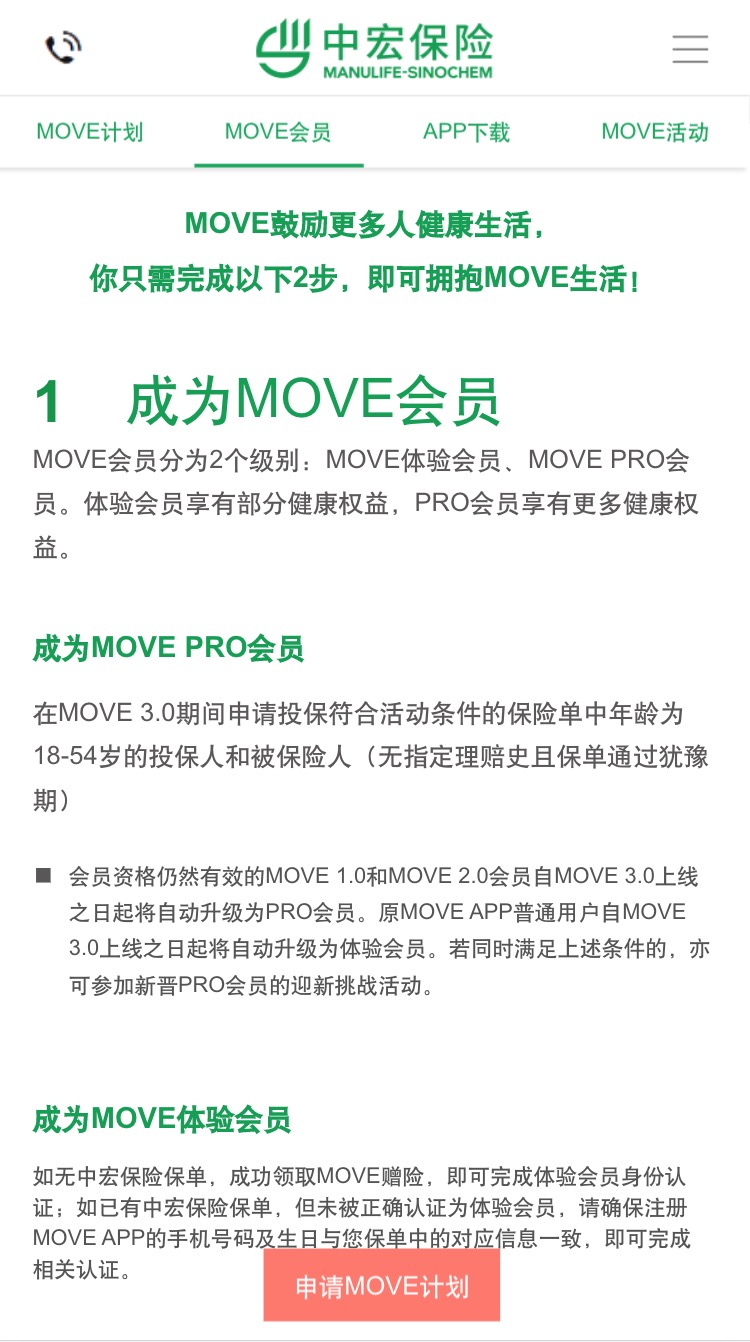 中宏保险
MANULIFE-SINOCHEM
MOVE计划 MOVE会员 APP下载 MOVE活动
MOVE鼓励更多人健康生活，
你只需完成以下2步，即可拥抱MOVE生活！
1 成为MOVE会员
MOVE会员分为2个级别：MOVE体验会员、MOVE PRO会
员。体验会员享有部分健康权益，PRO会员享有更多健康权
益。
成为MOVE PRO会员
在MOVE 3.0期间申请投保符合活动条件的保险单中年龄为
18-54岁的投保人和被保险人（无指定理赔史且保单通过犹豫
期）
■ 会员资格仍然有效的MOVE 1.0和MOVE 2.0会员自MOVE 3.0上线
之日起将自动升级为PRO会员。原MOVE APP普通用户自MOVE
3.0上线之日起将自动升级为体验会员。若同时满足上述条件的，亦
可参加新晋PRO会员的迎新挑战活动。
成为MOVE体验会员
如无中宏保险保单，成功领取MOVE赠险，即可完成体验会员身份认
证；如已有中宏保险保单，但未被正确认证为体验会员，请确保注册
MOVE APP的手机号码及生日与您保单中的对应信息一致，即可完成
相关认证。
申请MOVE计划